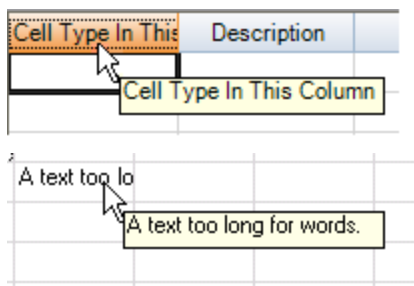 Cell Type In This Description
Cell Type In This Column
A text too lo
A text too long for words.